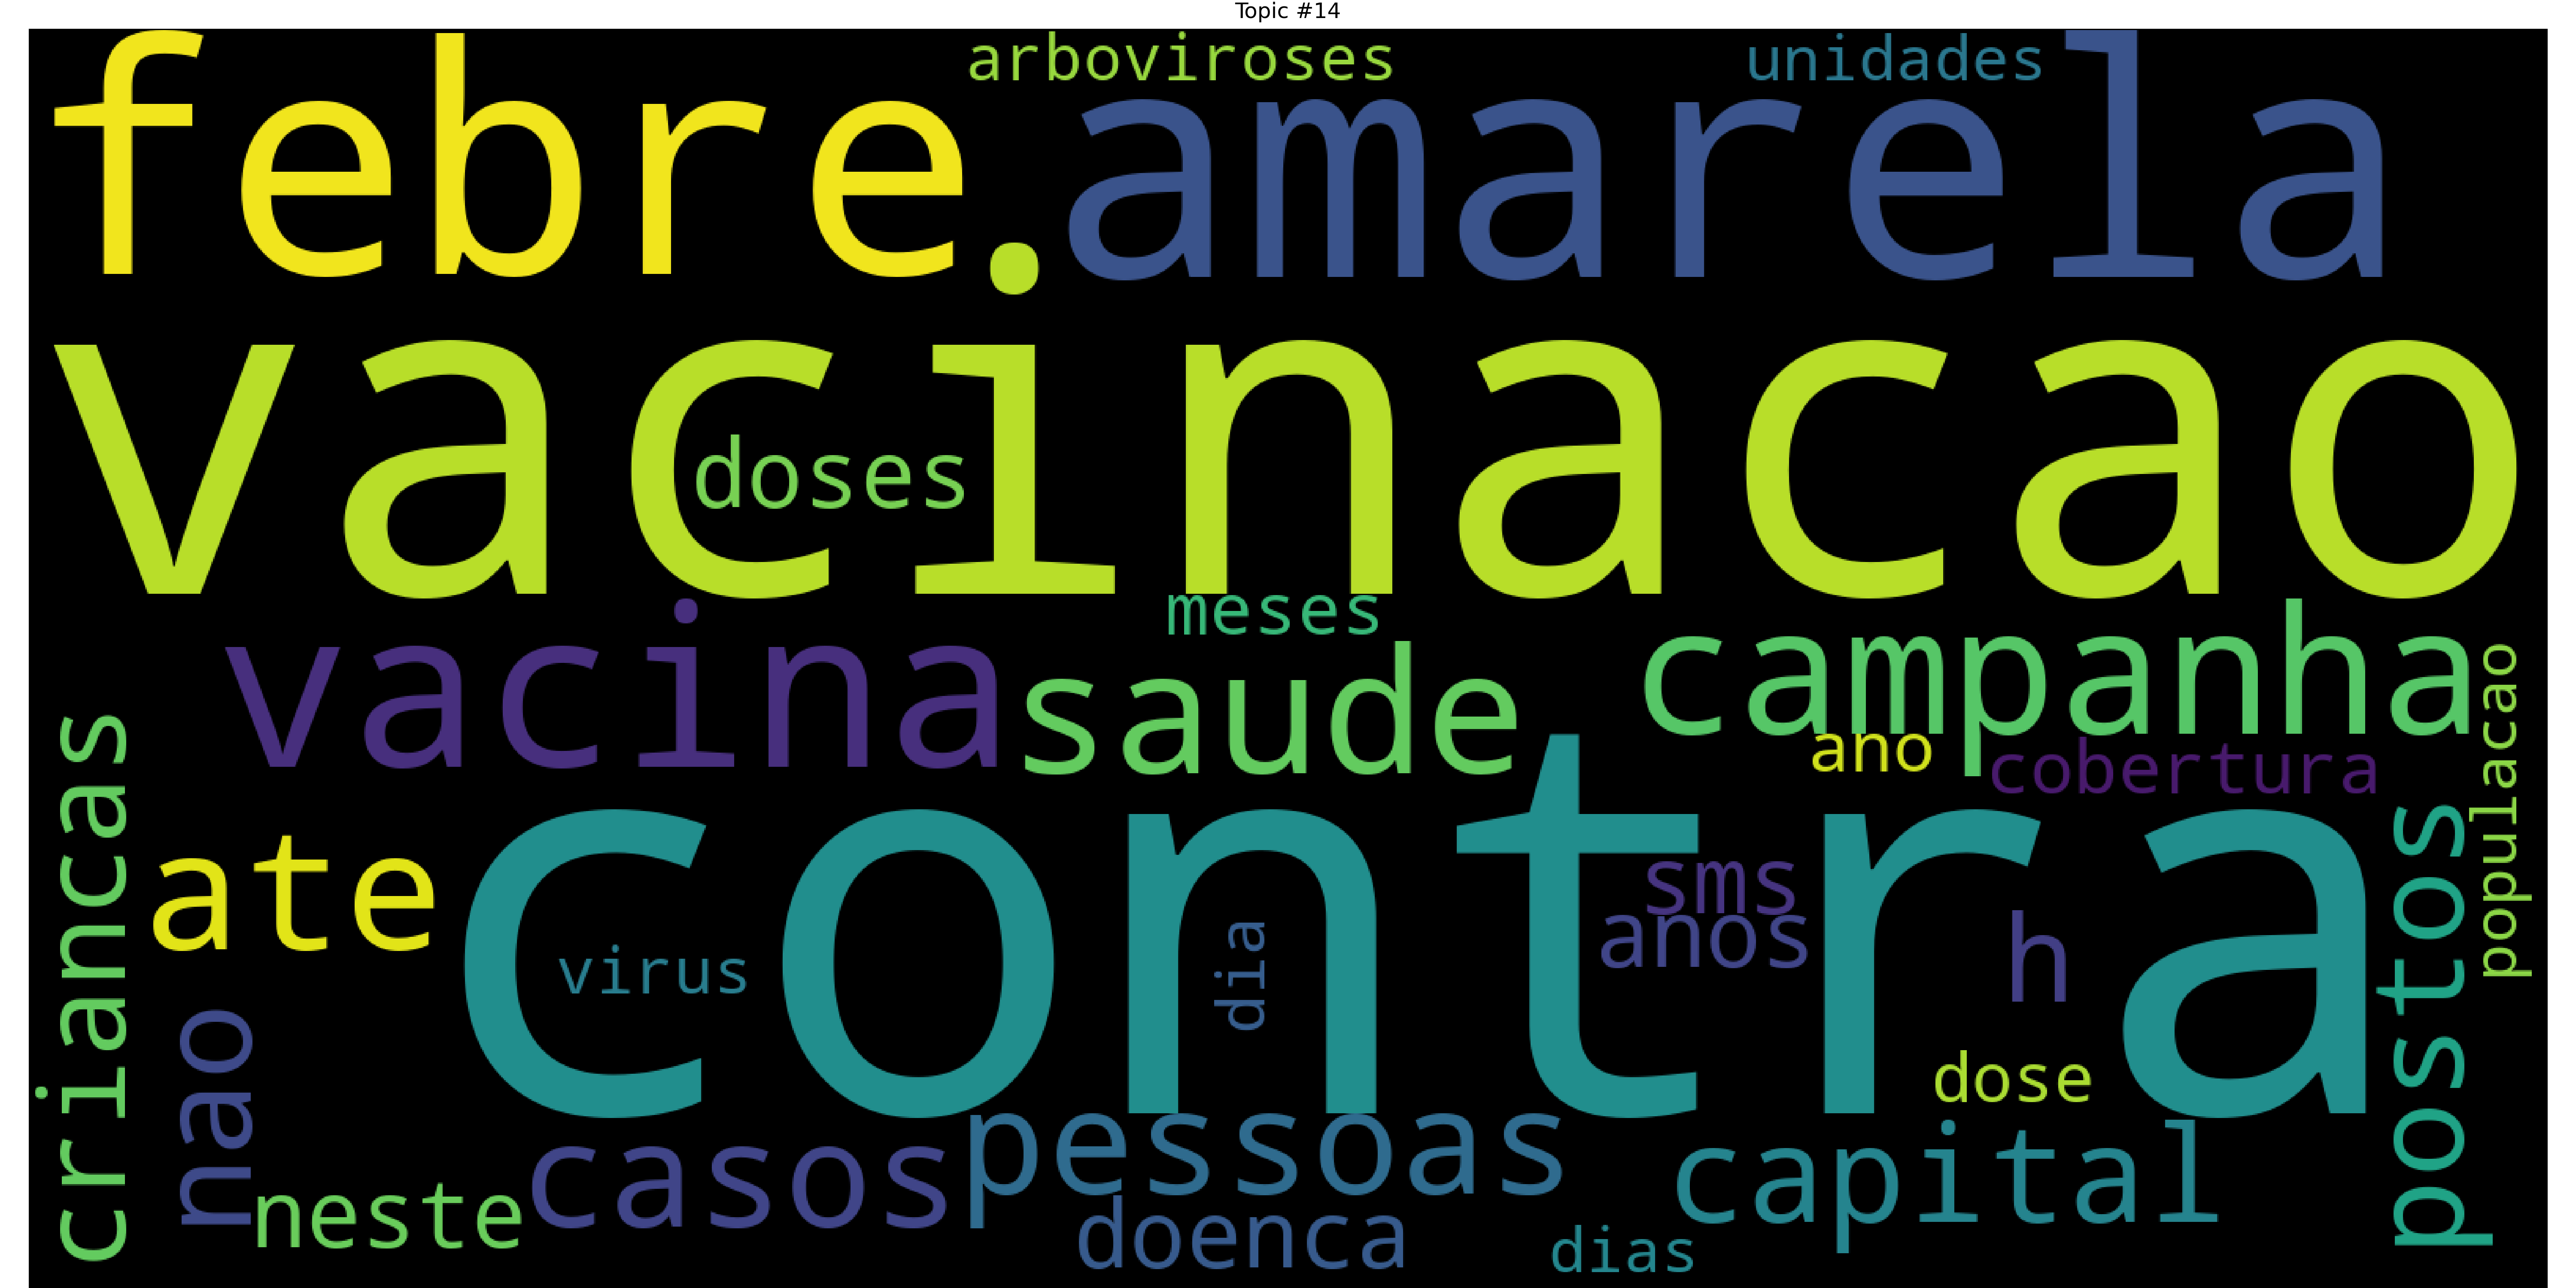 Topic #14
arboviroses
unidades
febre
amarela
vacinacao
doses
meses
vacina
saude
campanha
ano
cobertura
populacao
criancas
ate
contra
sms
anos
h
virus
dia
postos
nao
dose
neste
casos
pessoas
capital
doenca
dias